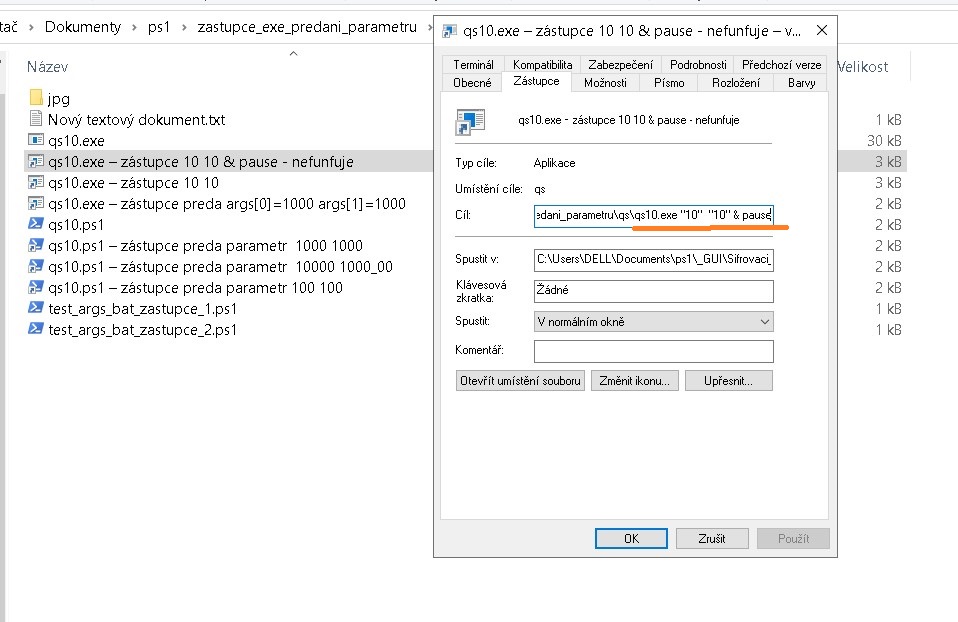 tač › Dokumenty › ps1 › zastupce_exe_predani_parametru ›
Název
Velikost
jpg
Nový textový dokument.txt 1 kB
qs10.exe 30 kB
qs10.exe – zástupce 10 10 & pause - nefunfuje 3 kB
qs10.exe – zástupce 10 10 3 kB
qs10.exe – zástupce preda args[0]=1000 args[1]=1000 2 kB
qs10.ps1 2 kB
qs10.ps1 – zástupce preda parametr  1000 1000 2 kB
qs10.ps1 – zástupce preda parametr  10000 1000_00 2 kB
qs10.ps1 – zástupce preda parametr 100 100 2 kB
test_args_bat_zastupce_1.ps1 1 kB
test_args_bat_zastupce_2.ps1 1 kB
qs10.exe – zástupce 10 10 & pause - nefunfuje – v...
Terminál Kompatibilita Zabezpečení Podrobnosti Předchozí verze
Obecné Zástupce Možnosti Písmo Rozložení Barvy
qs10.exe - zástupce 10 10 & pause - nefunfuje
Typ cíle: Aplikace
Umístění cíle: qs
Cíl: edani_parametru\qs\qs10.exe "10"  "10" & pause
Spustit v: C:\Users\DELL\Documents\ps1\_GUI\Sifrovaci_
Klávesová
zkratka: Žádné
Spustit: V normálním okně
Komentář:
Otevřít umístění souboru Změnit ikonu... Upřesnit...
OK Zrušit Použít